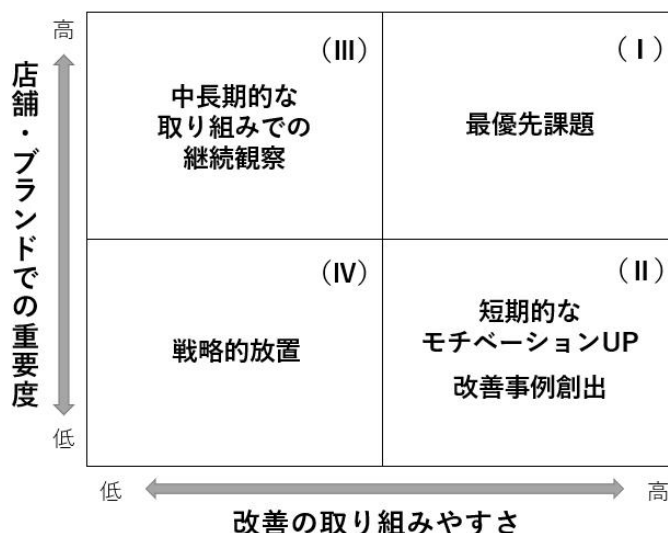 高
店舗・ブランドでの重要度
低
（III）
中長期的な
取り組みでの
継続観察
（Ⅰ）
最優先課題
（IV）
戦略的放置
（II）
短期的な
モチベーションUP
改善事例創出
低
高
改善の取り組みやすさ